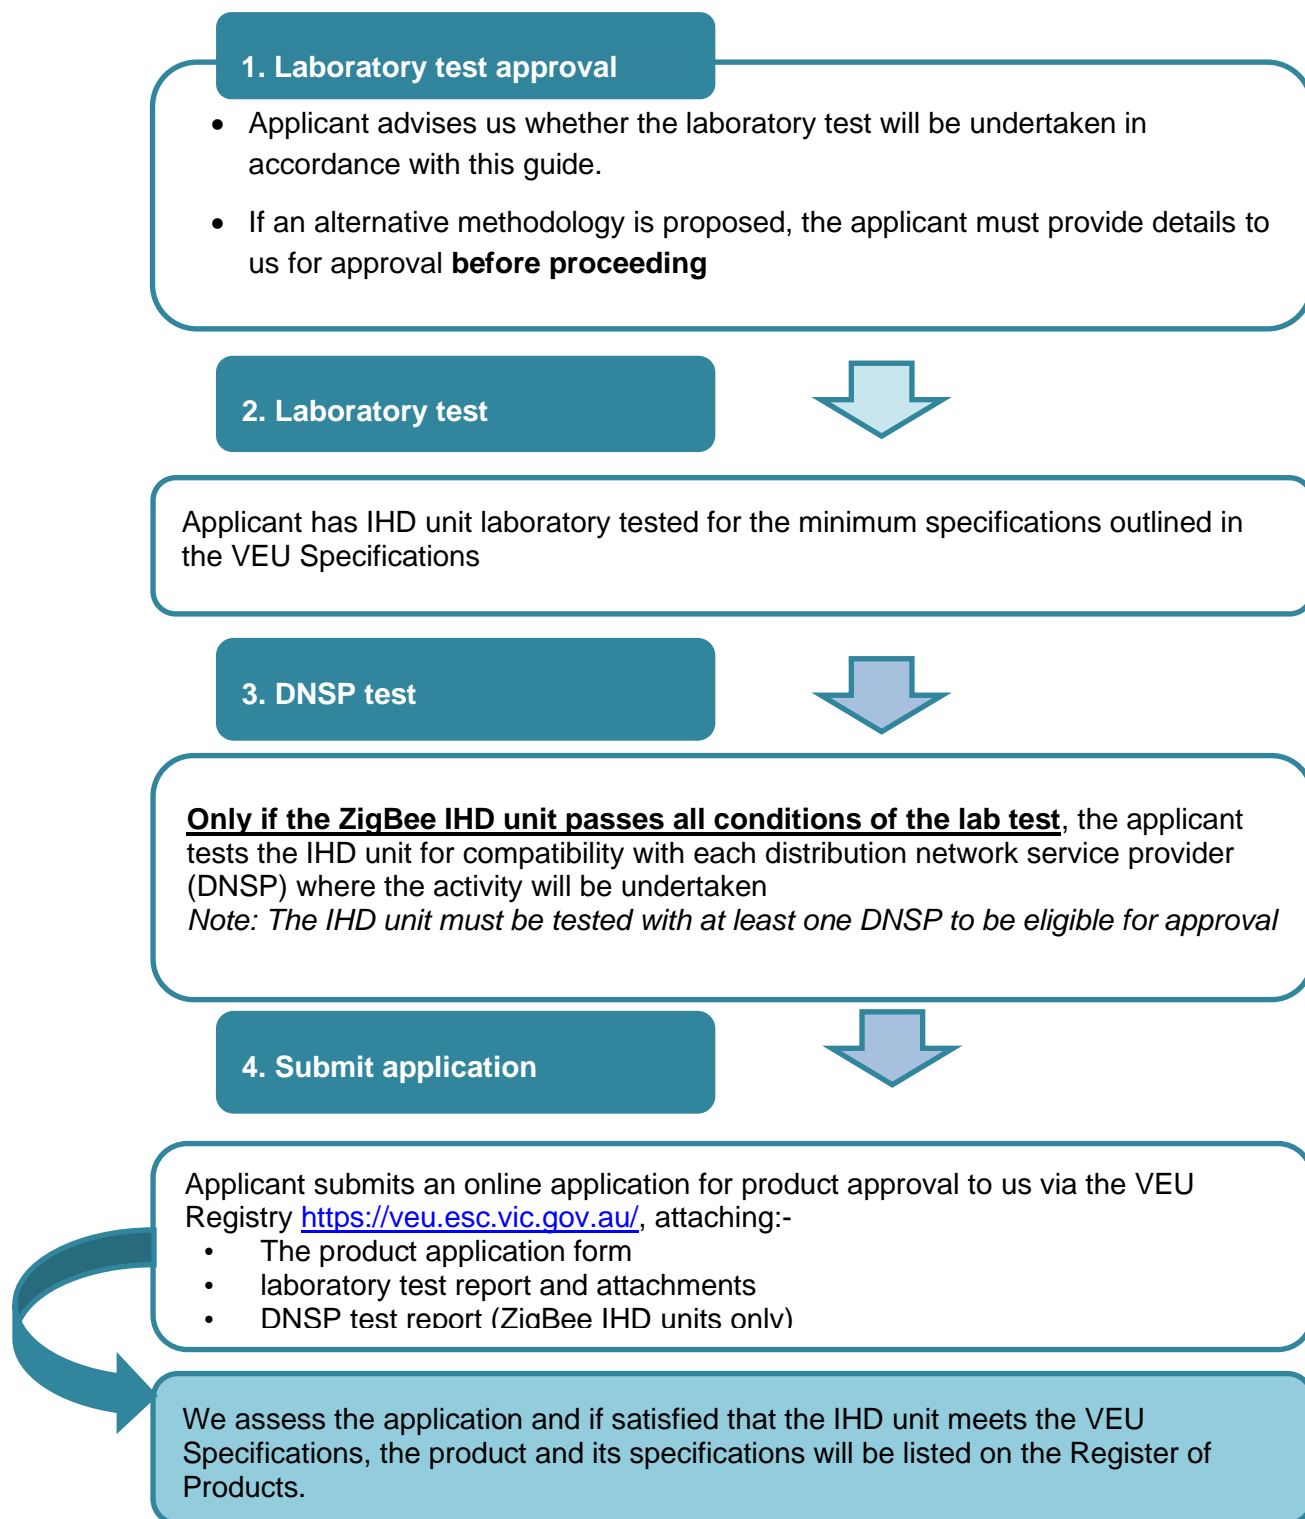 1. Laboratory test approval
• Applicant advises us whether the laboratory test will be undertaken in
accordance with this guide.
• If an alternative methodology is proposed, the applicant must provide details to
us for approval before proceeding
2. Laboratory test
Applicant has IHD unit laboratory tested for the minimum specifications outlined in
the VEU Specifications
3. DNSP test
Only if the ZigBee IHD unit passes all conditions of the lab test, the applicant
tests the IHD unit for compatibility with each distribution network service provider
(DNSP) where the activity will be undertaken
Note: The IHD unit must be tested with at least one DNSP to be eligible for approval
4. Submit application
Applicant submits an online application for product approval to us via the VEU
Registry https://veu.esc.vic.gov.au/, attaching:-
• The product application form
• laboratory test report and attachments
• DNSP test report (ZigBee IHD units only)
We assess the application and if satisfied that the IHD unit meets the VEU
Specifications, the product and its specifications will be listed on the Register of
Products.